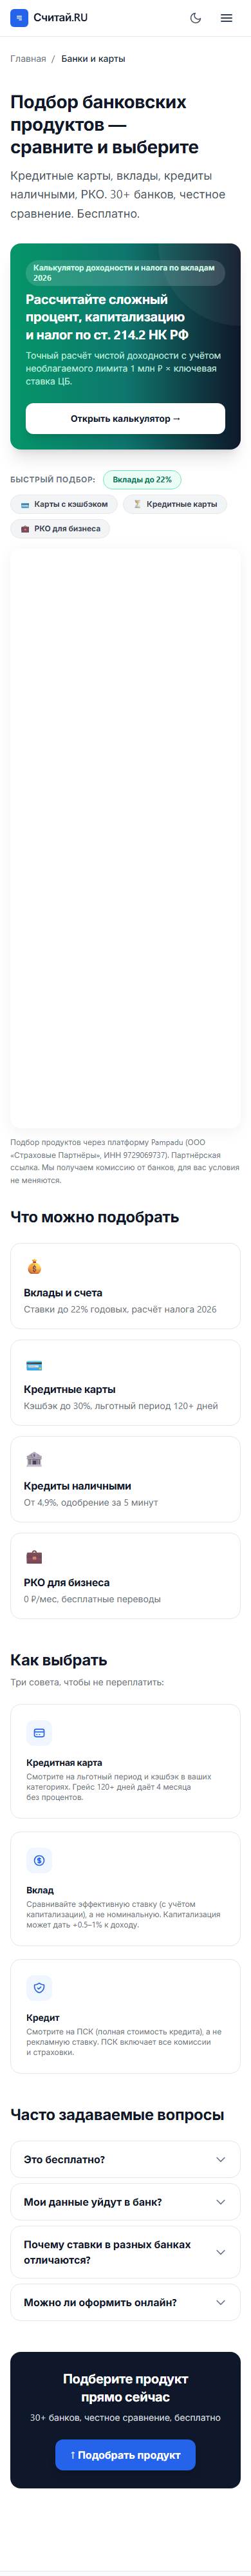 Считай.RU
Главная / Банки и карты
Подбор банковских
продуктов —
сравните и выберите
Кредитные карты, вклады, кредиты
наличными, РКО. 30+ банков, честное
сравнение. Бесплатно.
Калькулятор доходности и налога по вкладам
2026
Рассчитайте сложный
процент, капитализацию
и налог по ст. 214.2 НК РФ
Точный расчёт чистой доходности с учётом
необлагаемого лимита 1 млн ₽ × ключевая
ставка ЦБ.
Открыть калькулятор →
БЫСТРЫЙ ПОДБОР: Вклады до 22%
Карты с кэшбэком Кредитные карты
РКО для бизнеса
Подбор продуктов через платформу Pampadu (ООО
«Страховые Партнёры», ИНН 9729069737). Партнёрская
ссылка. Мы получаем комиссию от банков, для вас условия
не меняются.
Что можно подобрать
Вклады и счета
Ставки до 22% годовых, расчёт налога 2026
Кредитные карты
Кэшбэк до 30%, льготный период 120+ дней
Кредиты наличными
От 4,9%, одобрение за 5 минут
РКО для бизнеса
0 ₽/мес, бесплатные переводы
Как выбрать
Три совета, чтобы не переплатить:
Кредитная карта
Смотрите на льготный период и кэшбэк в ваших
категориях. Грейс 120+ дней даёт 4 месяца
без процентов.
Вклад
Сравнивайте эффективную ставку (с учётом
капитализации), а не номинальную. Капитализация
может дать +0.5–1% к доходу.
Кредит
Смотрите на ПСК (полная стоимость кредита), а не
рекламную ставку. ПСК включает все комиссии
и страховки.
Часто задаваемые вопросы
Это бесплатно?
Мои данные уйдут в банк?
Почему ставки в разных банках
отличаются?
Можно ли оформить онлайн?
Подберите продукт
прямо сейчас
30+ банков, честное сравнение, бесплатно
↑ Подобрать продукт